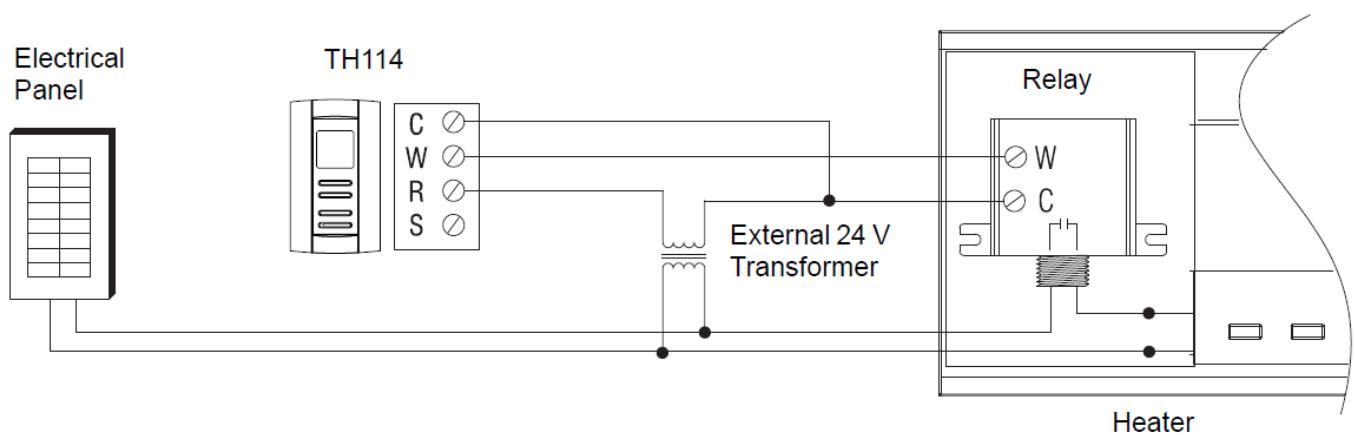 Electrical
Panel
TH114
C
W
R
S
External 24 V
Transformer
Relay
W
C
Heater